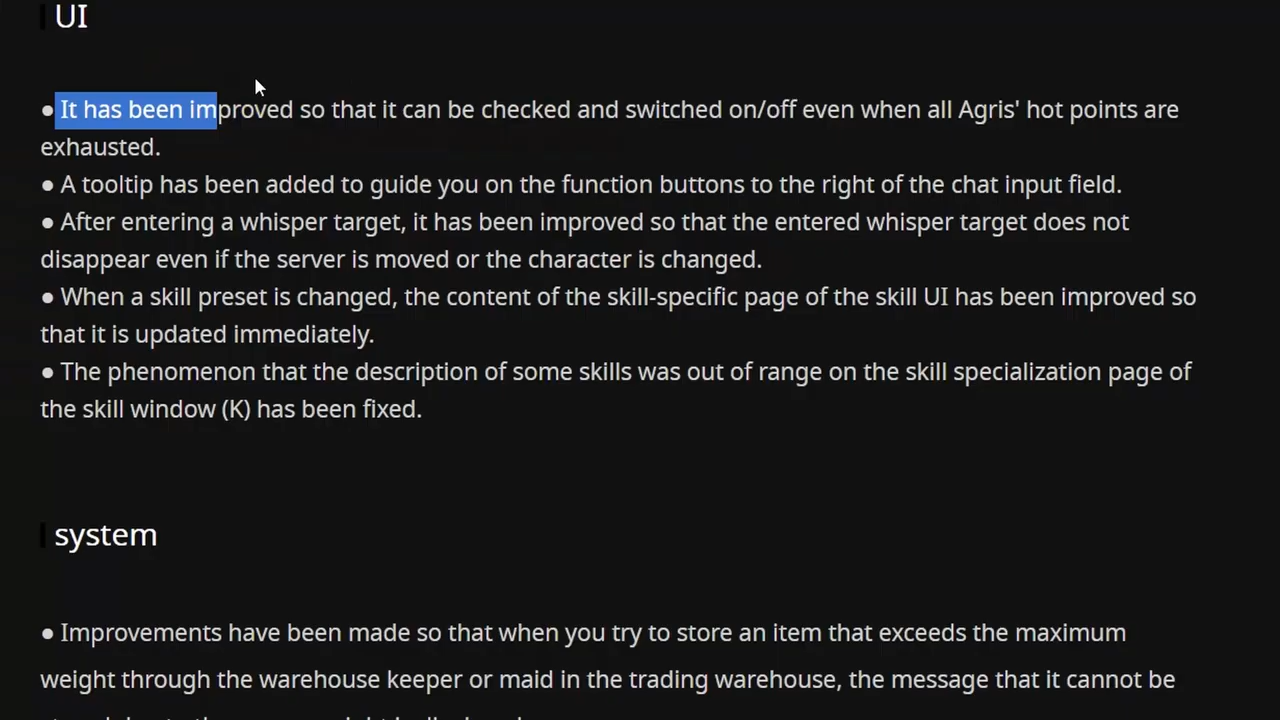 UI
● It has been improved so that it can be checked and switched on/off even when all Agris' hot points are
exhausted.
● A tooltip has been added to guide you on the function buttons to the right of the chat input field.
● After entering a whisper target, it has been improved so that the entered whisper target does not
disappear even if the server is moved or the character is changed.
● When a skill preset is changed, the content of the skill-specific page of the skill UI has been improved so
that it is updated immediately.
● The phenomenon that the description of some skills was out of range on the skill specialization page of
the skill window (K) has been fixed.
system
● Improvements have been made so that when you try to store an item that exceeds the maximum
weight through the warehouse keeper or maid in the trading warehouse, the message that it cannot be